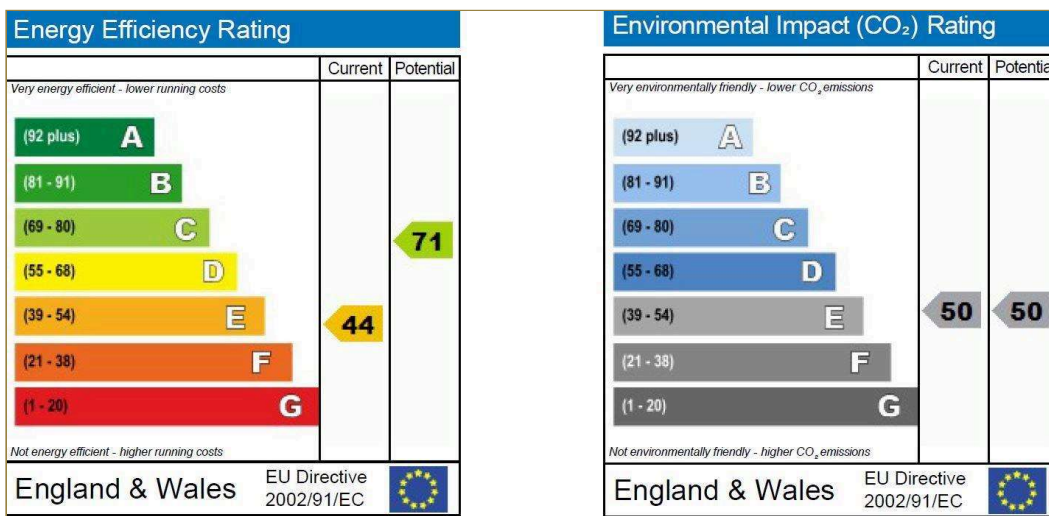 Energy Efficiency Rating
Current Potential
Very energy efficient - lower running costs
(92 plus) A
(81 - 91) B
(69 - 80) C
71
(55 - 68) D
(39 - 54) E
44
(21 - 38) F
(1 - 20) G
Not energy efficient - higher running costs
England & Wales
EU Directive
2002/91/EC
Environmental Impact (CO₂) Rating
Current Potentia
Very environmentally friendly - lower CO₂ emissions
(92 plus) A
(81 - 91) B
(69 - 80) C
(55 - 68) D
(39 - 54) E
50 50
(21 - 38) F
(1 - 20) G
Not environmentally friendly - higher CO₂ emissions
England & Wales
EU Directive
2002/91/EC